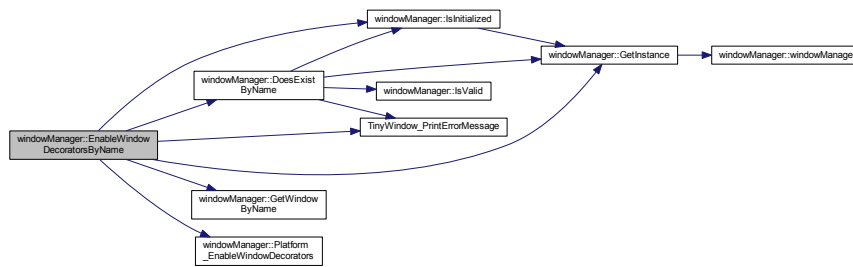 windowManager::IsInitialized
windowManager::GetInstance
windowManager::windowManager
windowManager::DoesExist
ByName
windowManager::IsValid
TinyWindow_PrintErrorMessage
windowManager::EnableWindow
DecoratorsByName
windowManager::GetWindow
ByName
windowManager::Platform
_EnableWindowDecorators